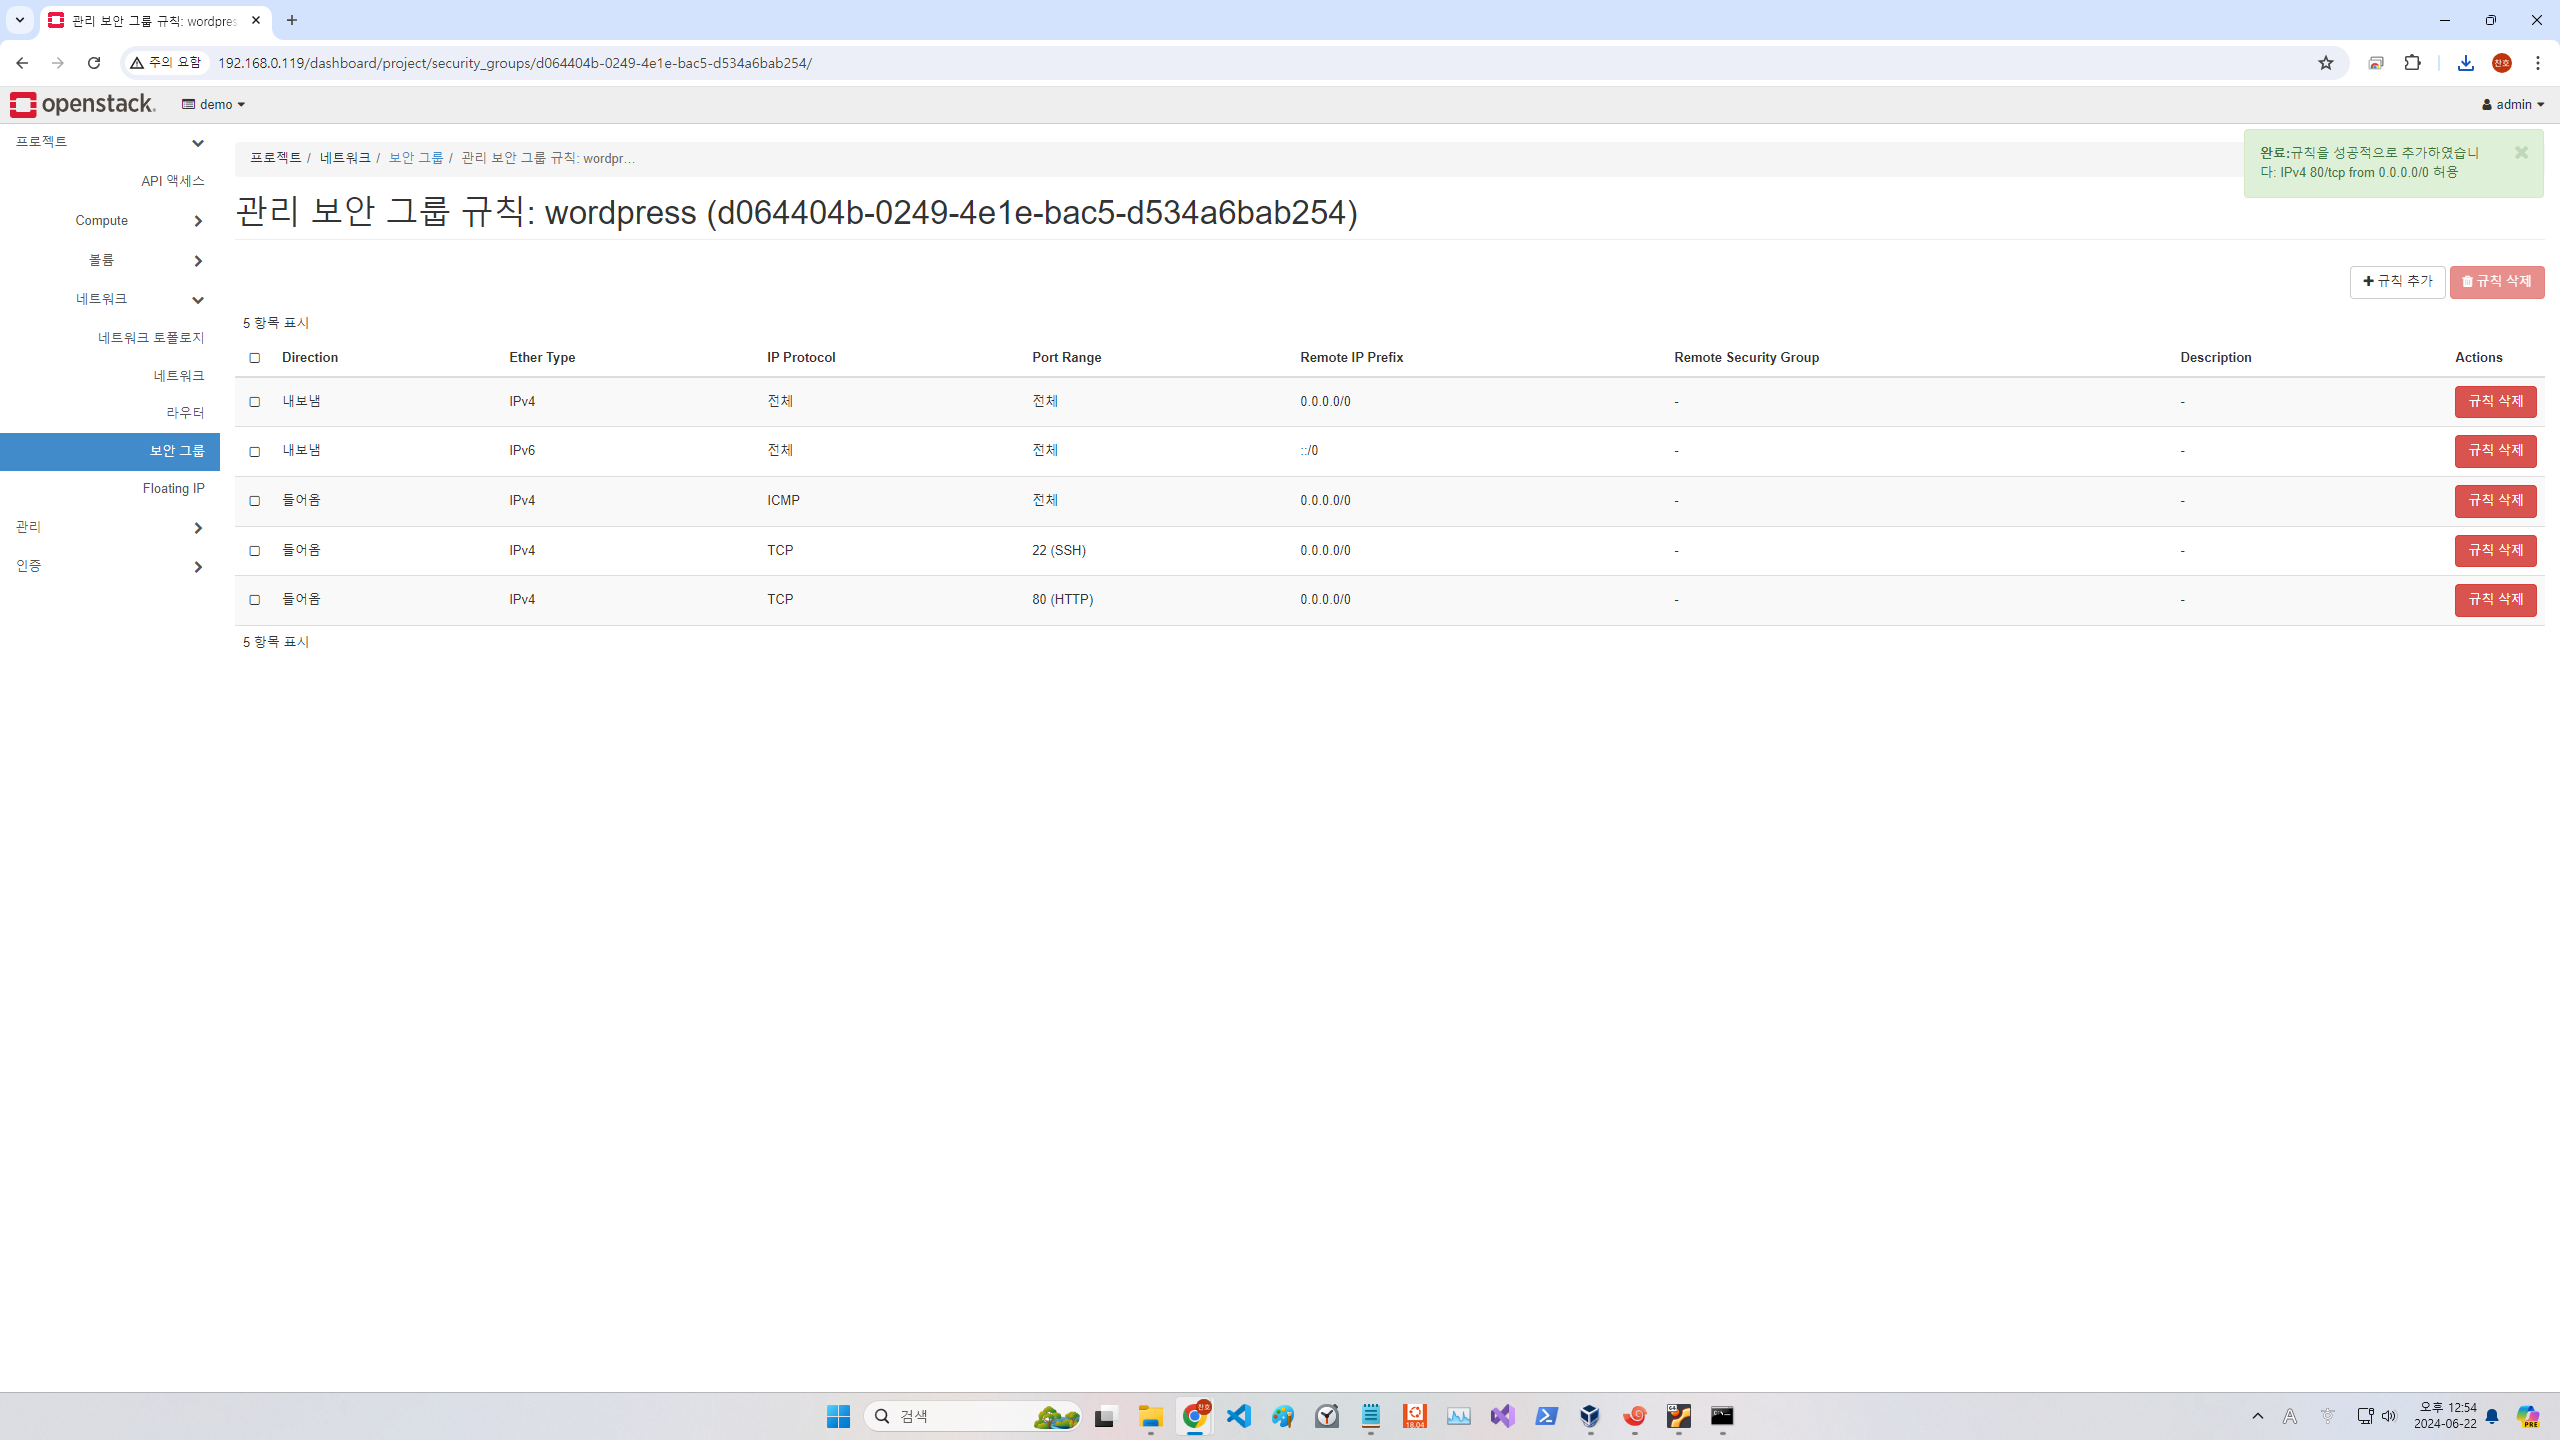 관리 보안 그룹 규칙: wordpres
주의 요함
192.168.0.119/dashboard/project/security_groups/d064404b-0249-4e1e-bac5-d534a6bab254/
찬호
openstack.
demo
admin
프로젝트
API 액세스
Compute
볼륨
네트워크
네트워크 토폴로지
네트워크
라우터
보안 그룹
Floating IP
관리
인증
프로젝트 / 네트워크 / 보안 그룹 / 관리 보안 그룹 규칙: wordpr…
완료:규칙을 성공적으로 추가하였습니
다: IPv4 80/tcp from 0.0.0.0/0 허용
관리 보안 그룹 규칙: wordpress (d064404b-0249-4e1e-bac5-d534a6bab254)
규칙 추가 규칙 삭제
5 항목 표시
Direction Ether Type IP Protocol Port Range Remote IP Prefix Remote Security Group Description Actions
내보냄 IPv4 전체 전체 0.0.0.0/0 - - 규칙 삭제
내보냄 IPv6 전체 전체 ::/0 - - 규칙 삭제
들어옴 IPv4 ICMP 전체 0.0.0.0/0 - - 규칙 삭제
들어옴 IPv4 TCP 22 (SSH) 0.0.0.0/0 - - 규칙 삭제
들어옴 IPv4 TCP 80 (HTTP) 0.0.0.0/0 - - 규칙 삭제
5 항목 표시
검색
찬호
18.04
A
오후 12:54
2024-06-22
PRE